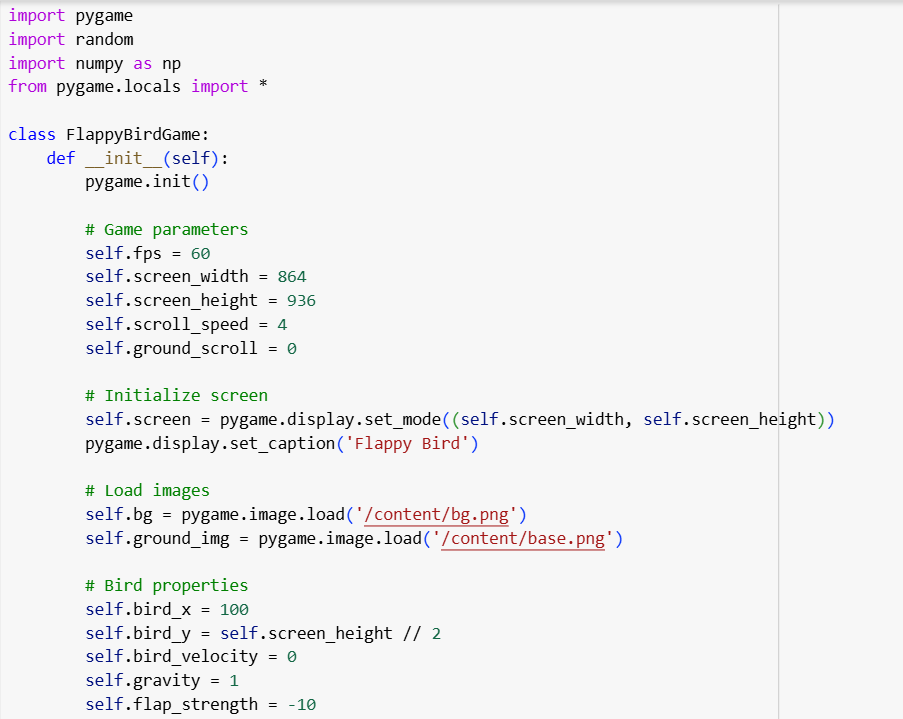 import pygame
import random
import numpy as np
from pygame.locals import *

class FlappyBirdGame:
    def __init__(self):
        pygame.init()

        # Game parameters
        self.fps = 60
        self.screen_width = 864
        self.screen_height = 936
        self.scroll_speed = 4
        self.ground_scroll = 0

        # Initialize screen
        self.screen = pygame.display.set_mode((self.screen_width, self.screen_height))
        pygame.display.set_caption('Flappy Bird')

        # Load images
        self.bg = pygame.image.load('/content/bg.png')
        self.ground_img = pygame.image.load('/content/base.png')

        # Bird properties
        self.bird_x = 100
        self.bird_y = self.screen_height // 2
        self.bird_velocity = 0
        self.gravity = 1
        self.flap_strength = -10